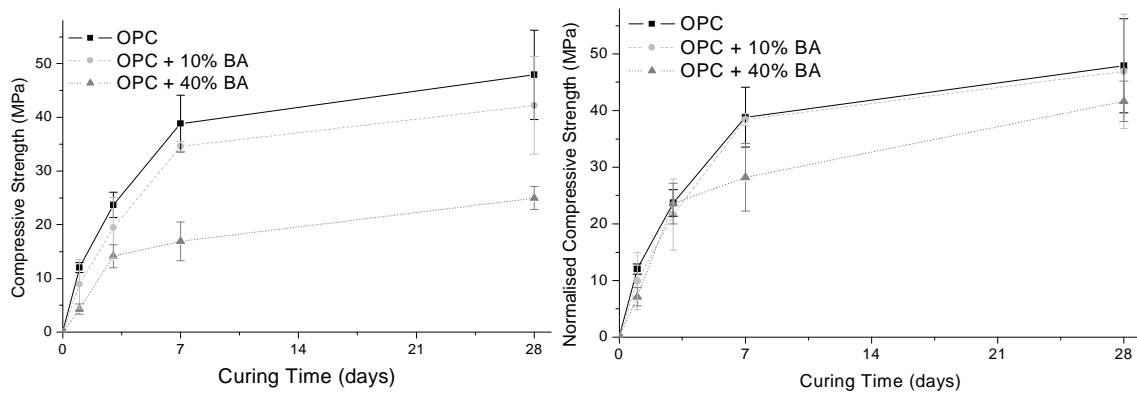 OPC
OPC + 10% BA
OPC + 40% BA
Compressive Strength (MPa)
50
40
30
20
10
0
0 7 14 21 28
Curing Time (days)
OPC
OPC + 10% BA
OPC + 40% BA
Normalised Compressive Strength (MPa)
50
40
30
20
10
0
0 7 14 21 28
Curing Time (days)